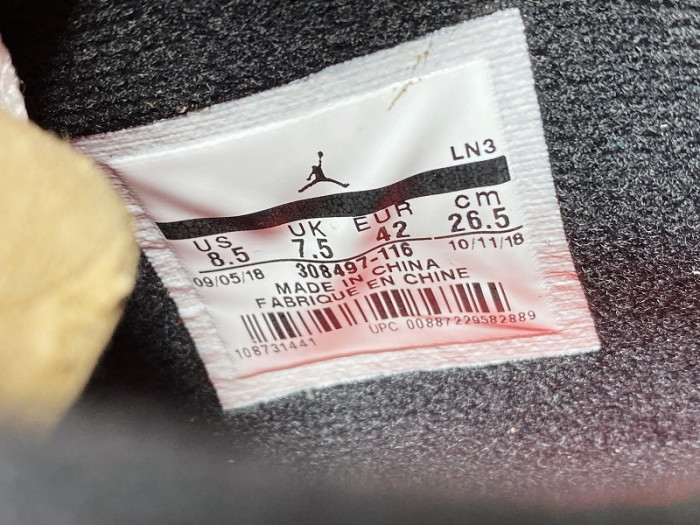 LN3
US UK EUR cm
8.5 7.5 42 26.5
09/05/18 308497-116 10/11/18
MADE IN CHINA
FABRIQUE EN CHINE
108731441 UPC 00887229582889